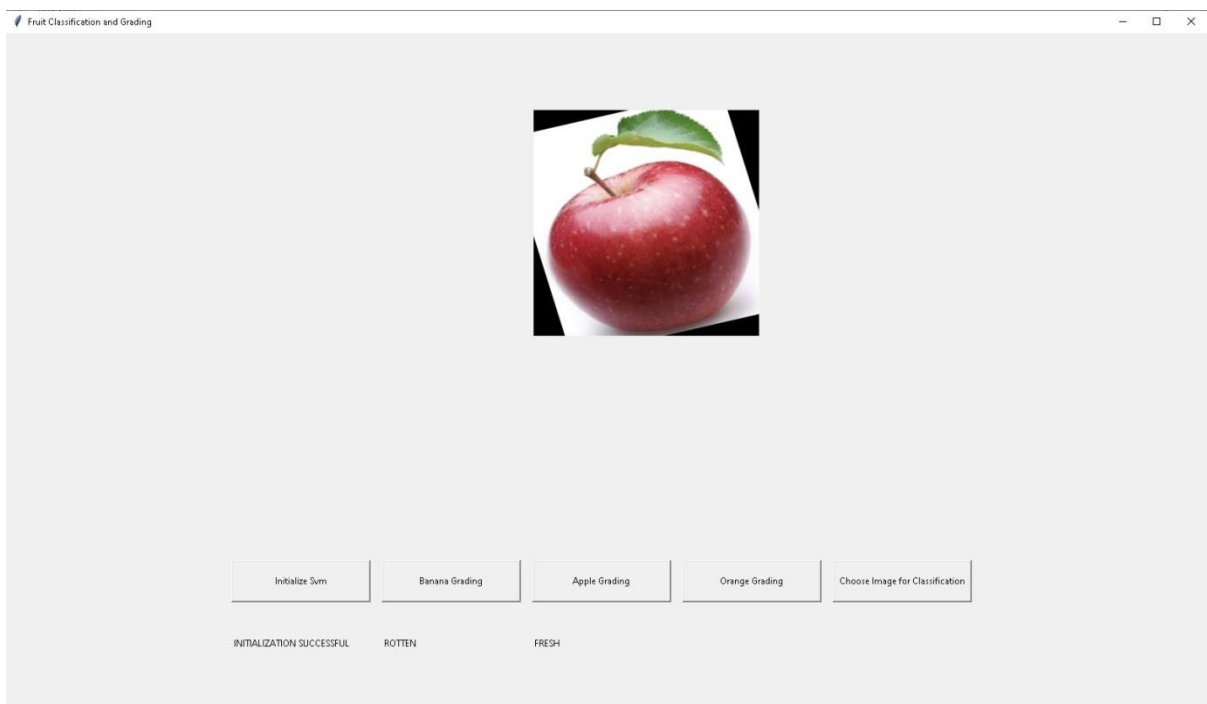 Fruit Classification and Grading
Initialize Svm Banana Grading Apple Grading Orange Grading Choose Image for Classification
INITIALIZATION SUCCESSFUL ROTTEN FRESH